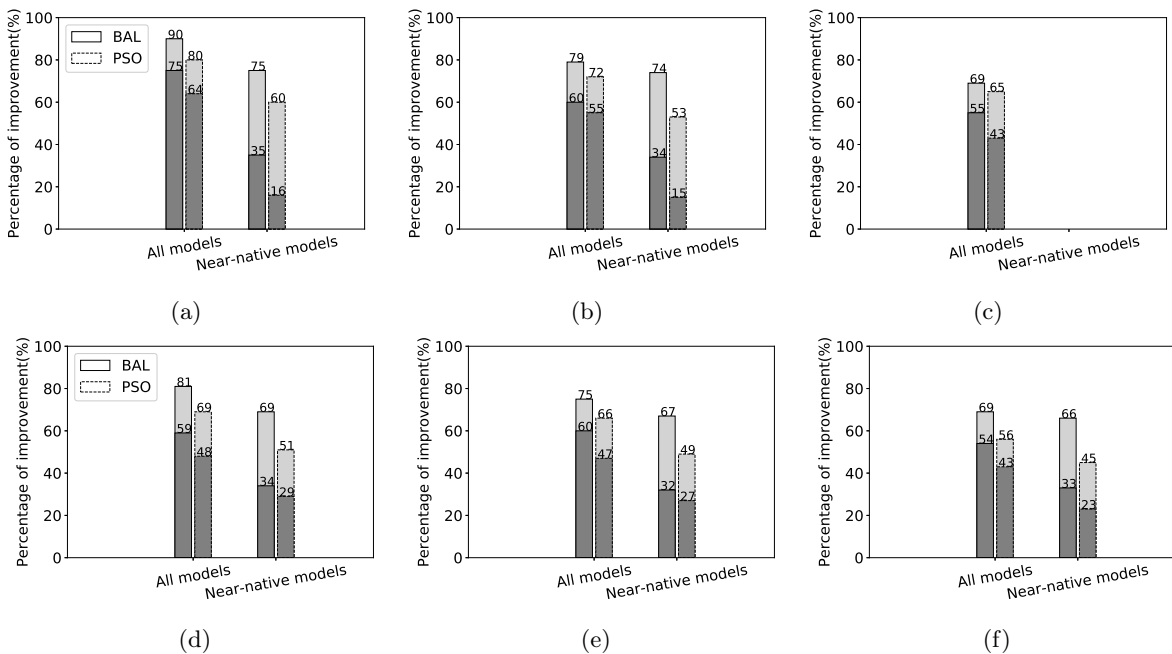 Percentage of improvement(%)
100
80
60
40
20
0
BAL
PSO
90
75
80
64
75
35
60
16
All models
Near-native models
(a)
Percentage of improvement(%)
100
80
60
40
20
0
79
60
72
55
74
34
53
15
All models
Near-native models
(b)
Percentage of improvement(%)
100
80
60
40
20
0
69
55
65
43
All models
Near-native models
(c)
Percentage of improvement(%)
100
80
60
40
20
0
BAL
PSO
81
59
69
48
69
34
51
29
All models
Near-native models
(d)
Percentage of improvement(%)
100
80
60
40
20
0
75
60
66
47
67
32
49
27
All models
Near-native models
(e)
Percentage of improvement(%)
100
80
60
40
20
0
69
54
56
43
66
33
45
23
All models
Near-native models
(f)